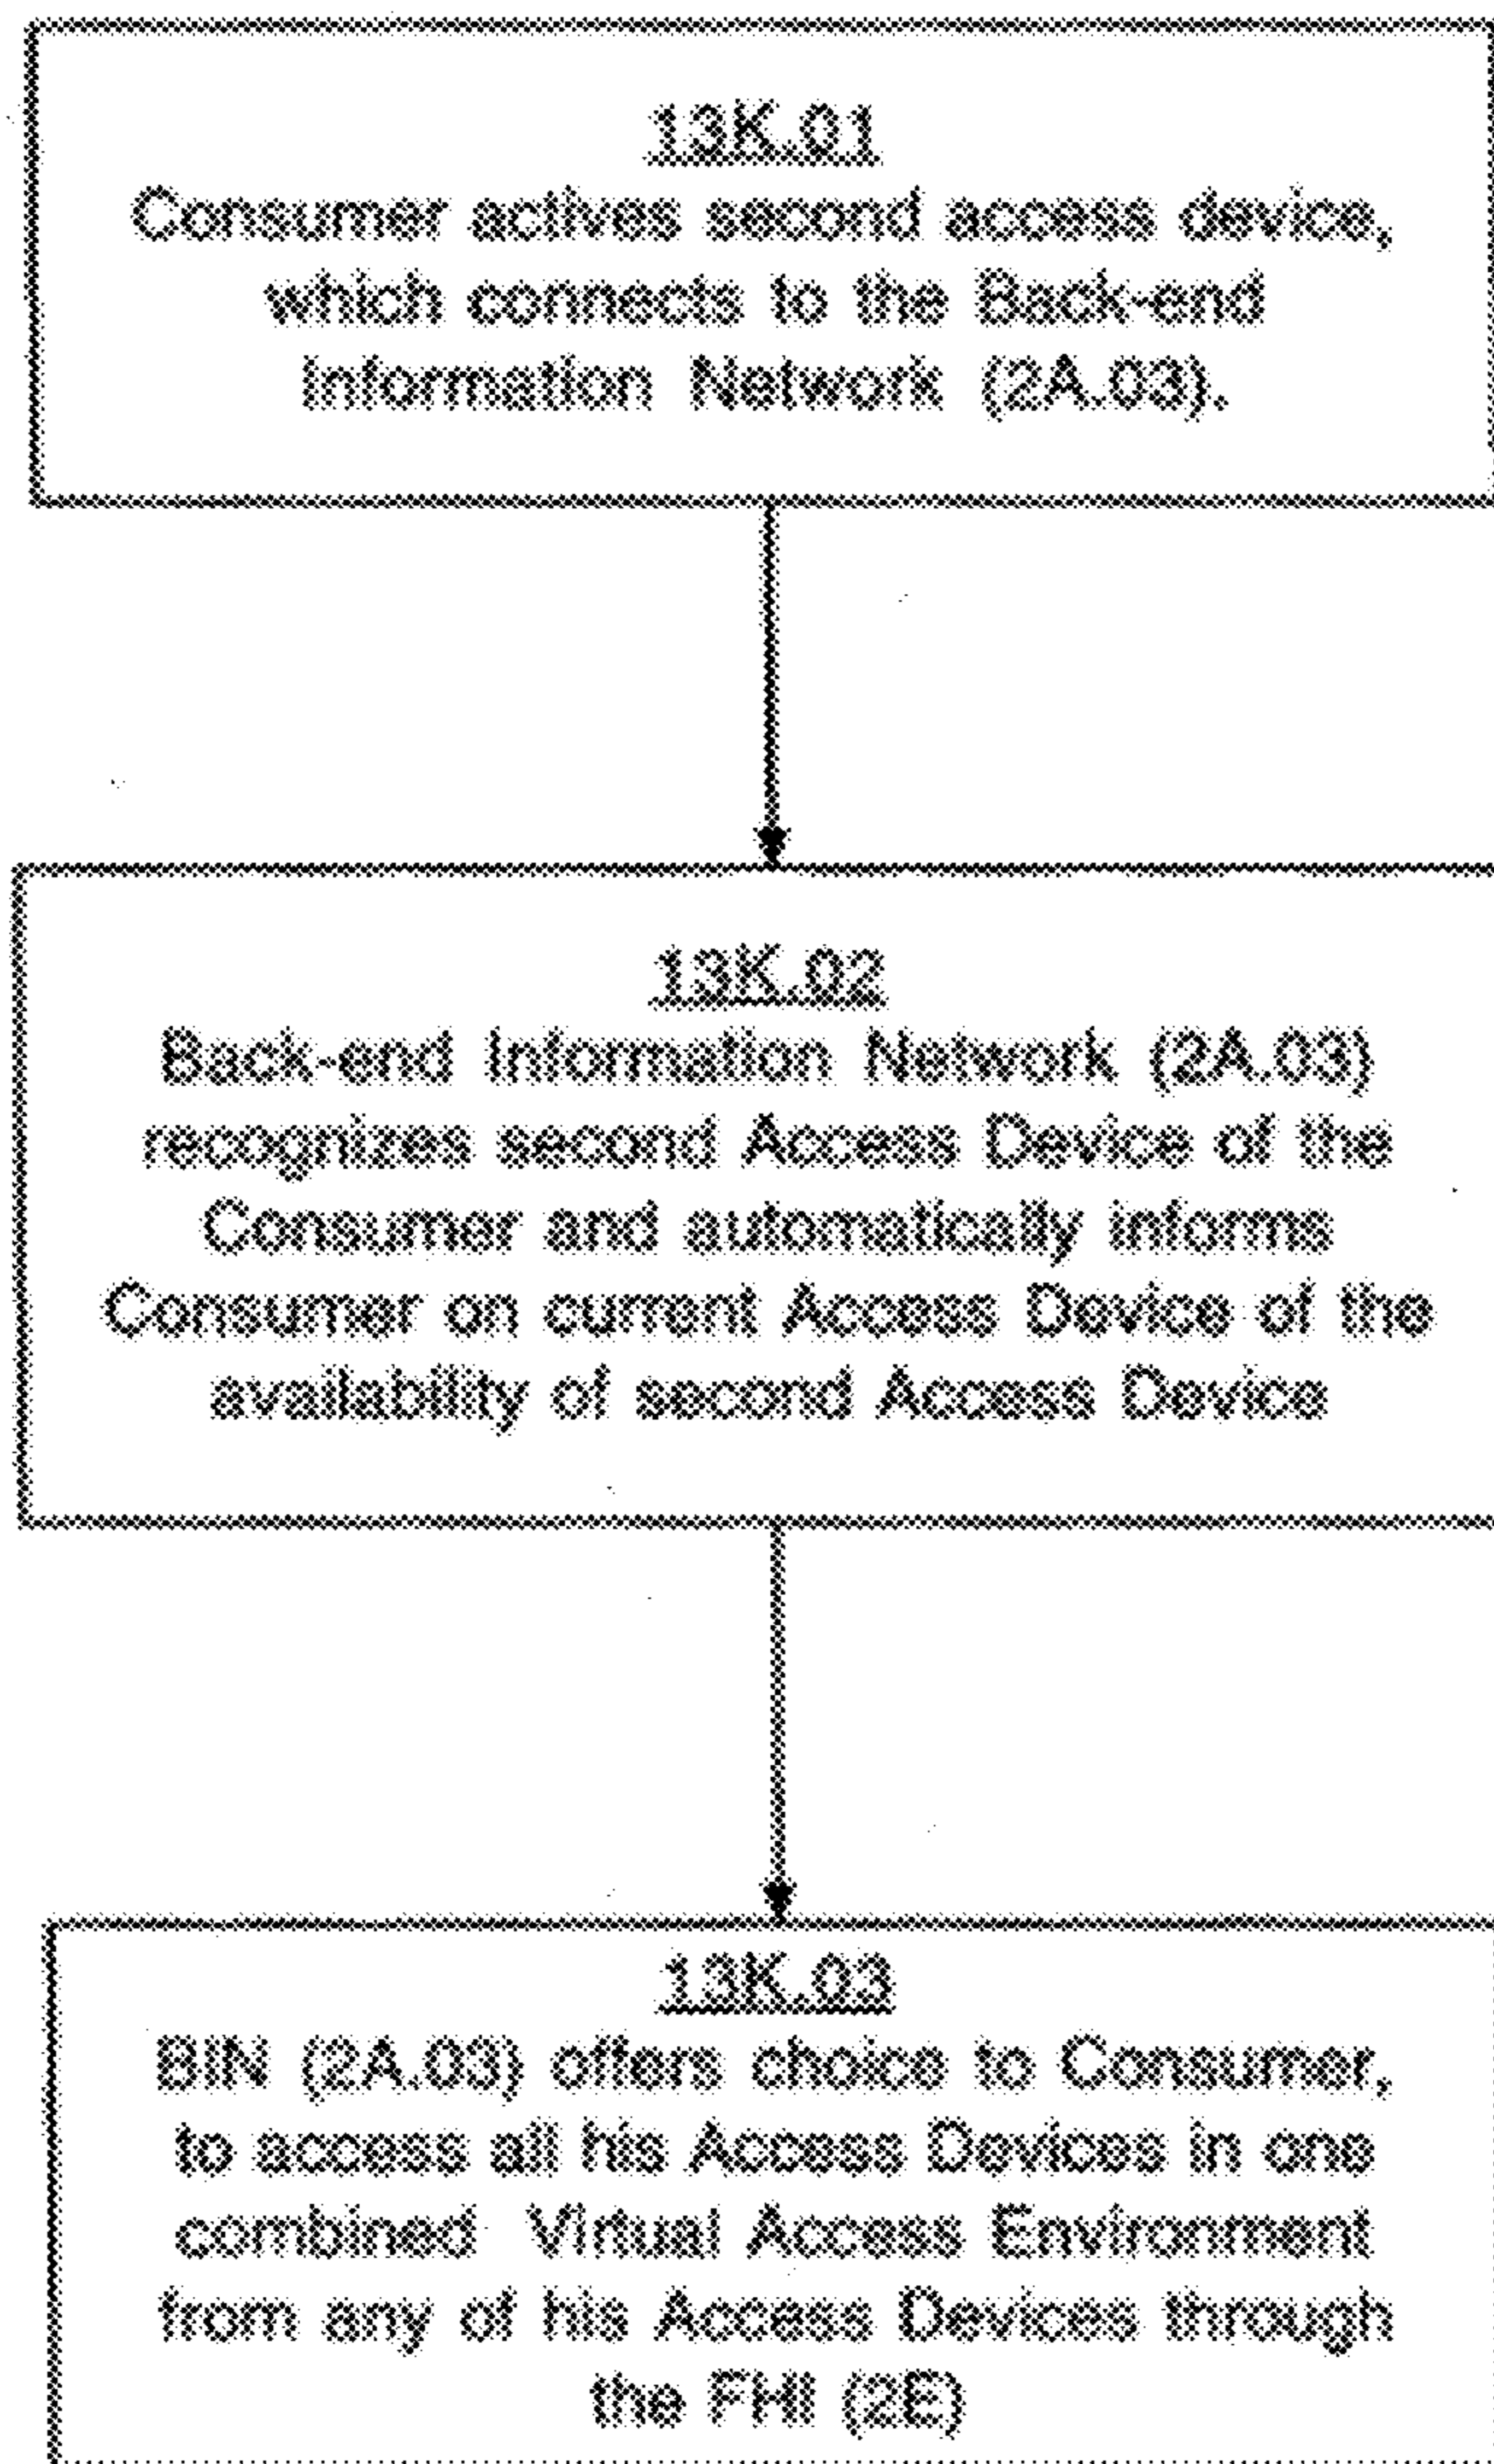 13K.01
Consumer actives second access device,
which connects to the Back-end
Information Network (2A.03).
13K.02
Back-end Information Network (2A.03)
recognizes second Access Device of the
Consumer and automatically informs
Consumer on current Access Device of the
availability of second Access Device
13K.03
BIN (2A.03) offers choice to Consumer,
to access all his Access Devices in one
combined Virtual Access Environment
from any of his Access Devices through
the FHI (2E)